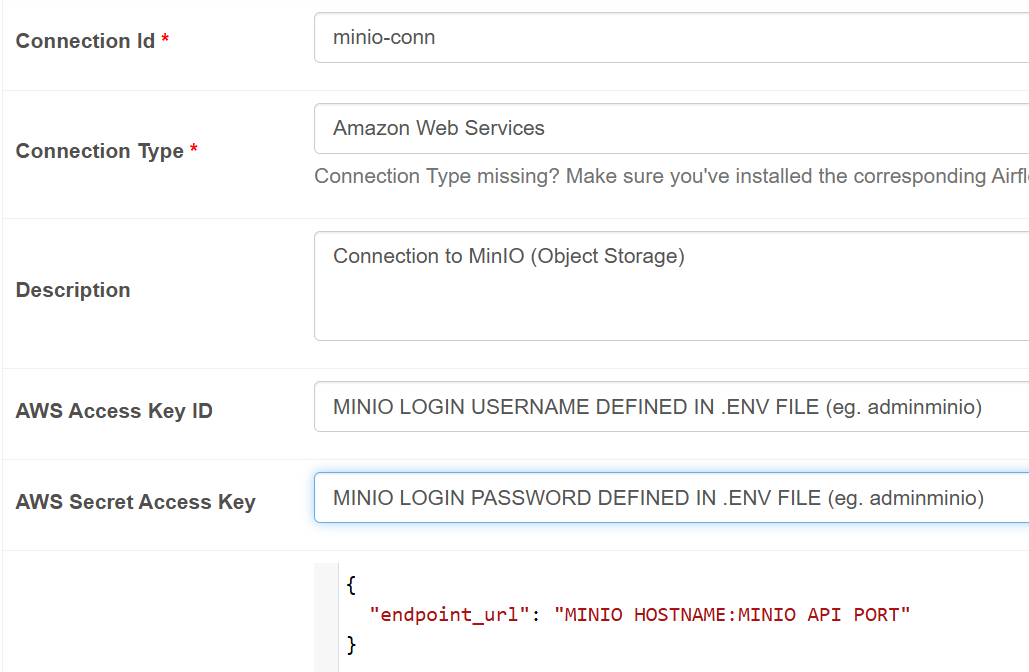 Connection Id *
minio-conn
Connection Type *
Amazon Web Services
Connection Type missing? Make sure you've installed the corresponding
Description
Connection to MinIO (Object Storage)
AWS Access Key ID
MINIO LOGIN USERNAME DEFINED IN .ENV FILE (eg. adminminio)
AWS Secret Access Key
MINIO LOGIN PASSWORD DEFINED IN .ENV FILE (eg. adminminio)
{
"endpoint_url": "MINIO HOSTNAME:MINIO API PORT"
}